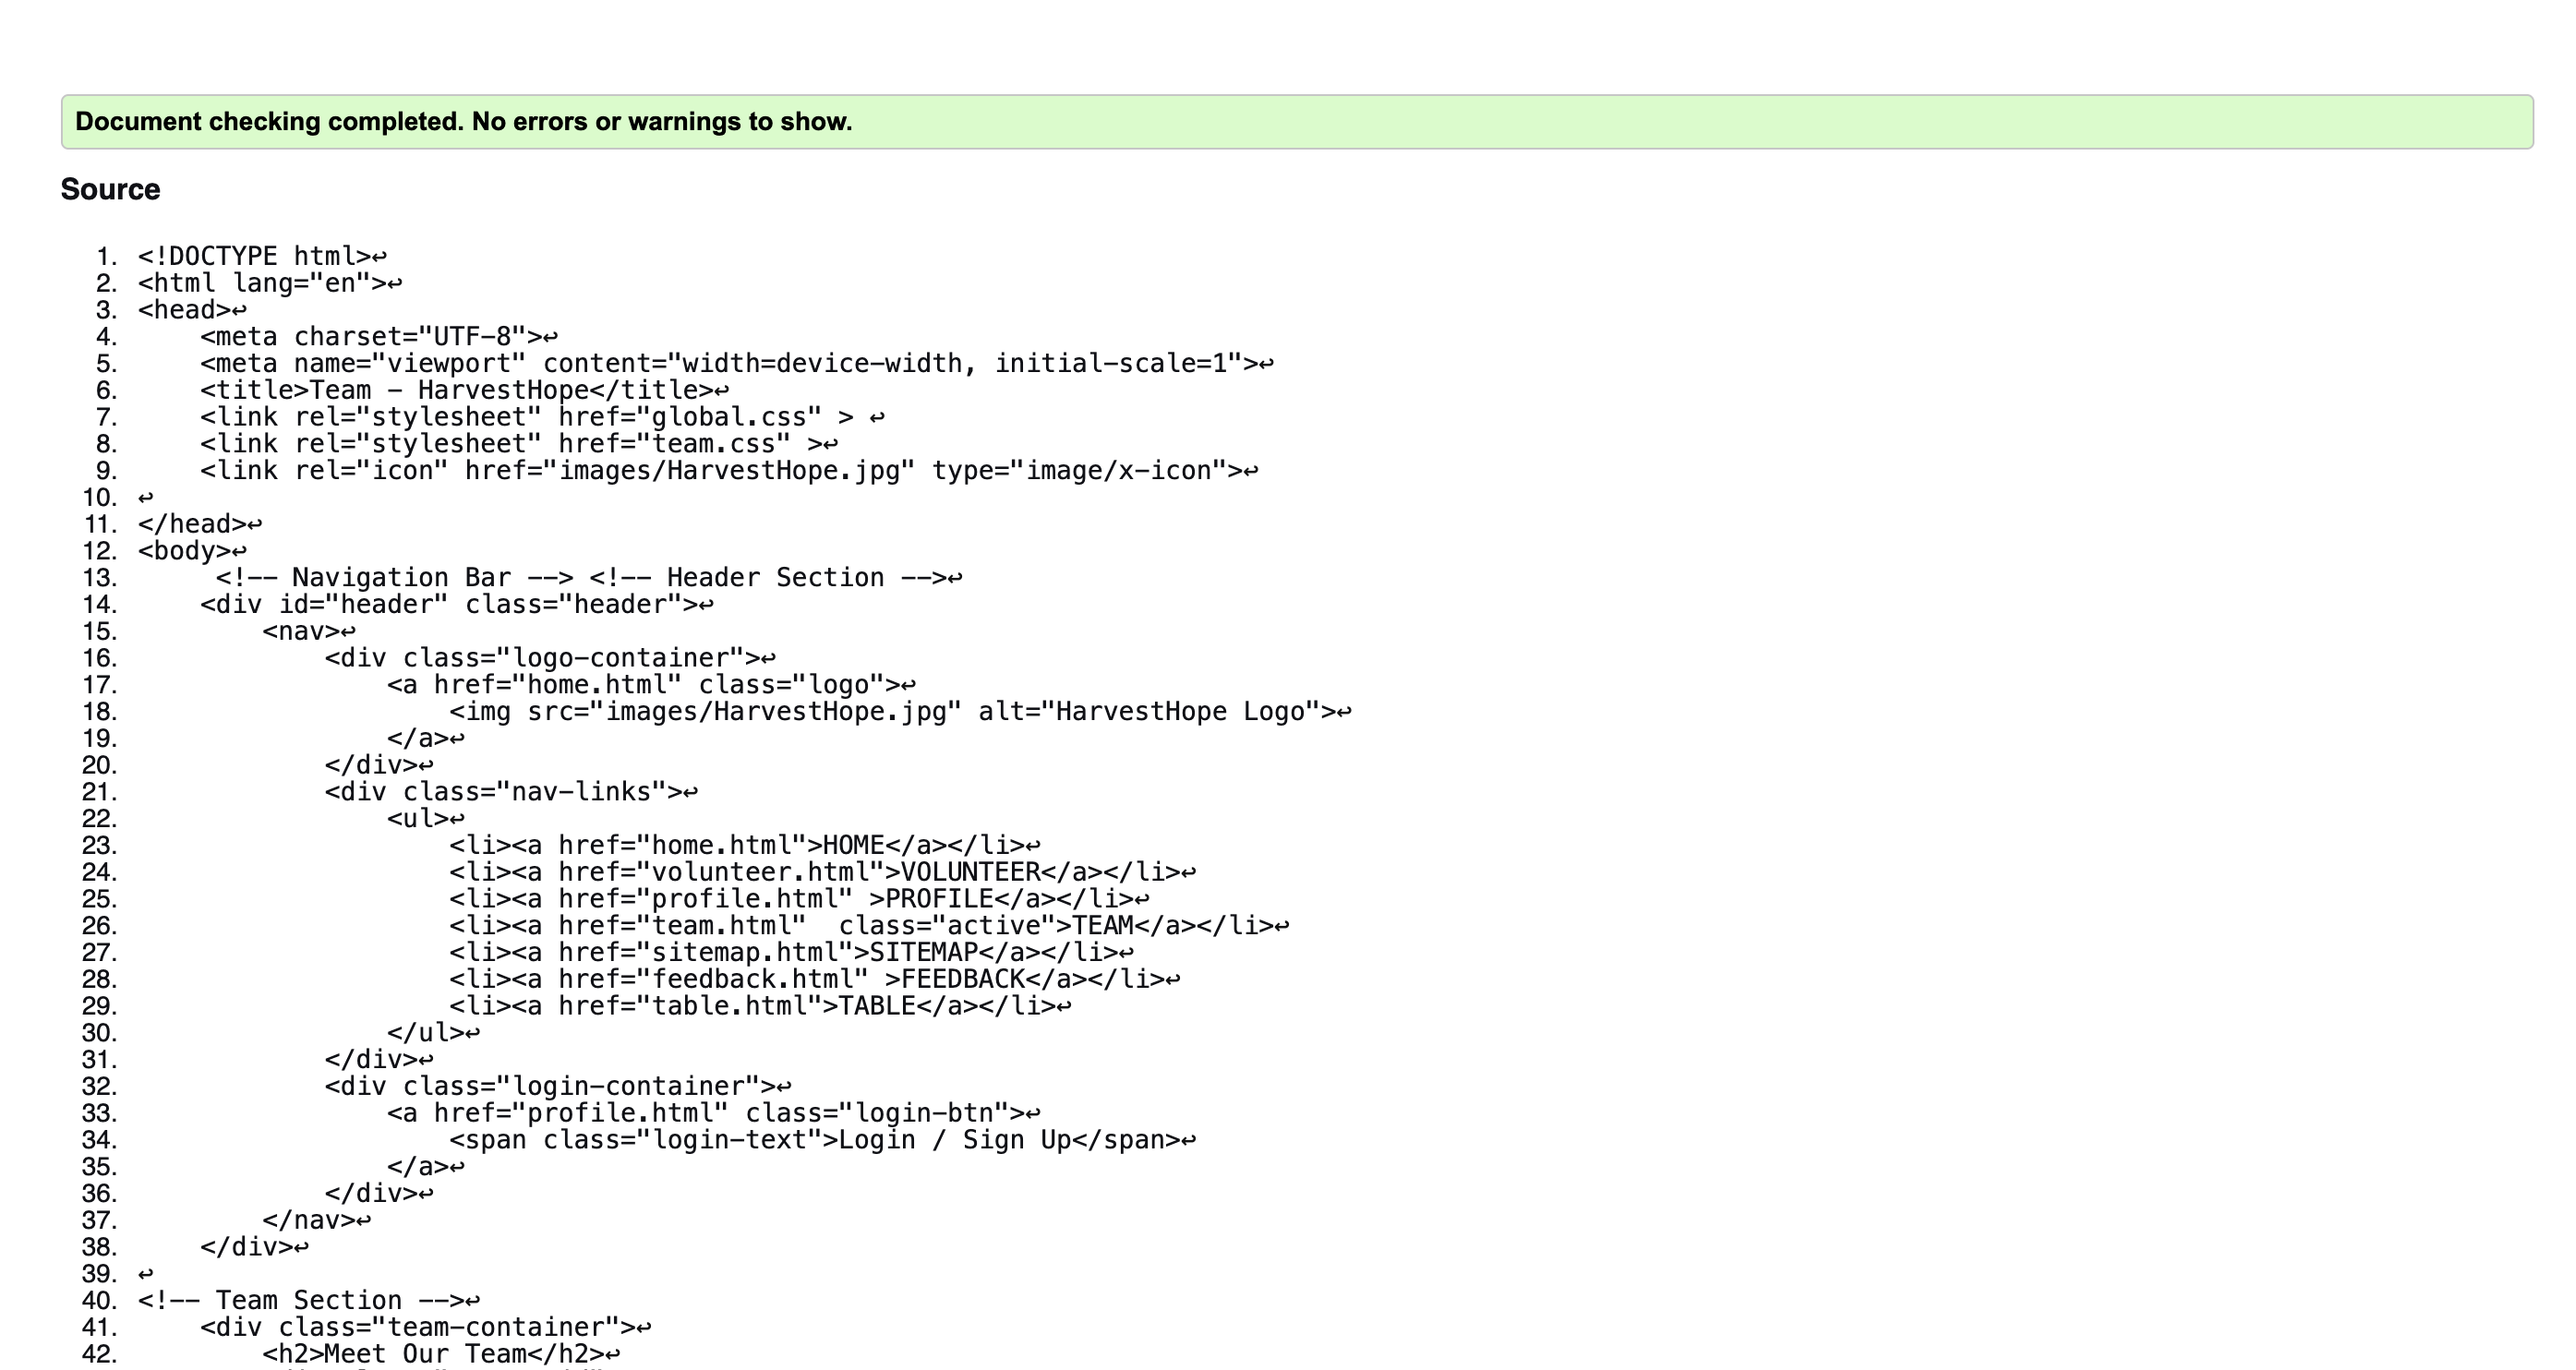 Document checking completed. No errors or warnings to show.
Source
1. <!DOCTYPE html>↩
2. <html lang="en">↩
3. <head>↩
4.     <meta charset="UTF-8">↩
5.     <meta name="viewport" content="width=device-width, initial-scale=1">↩
6.     <title>Team - HarvestHope</title>↩
7.     <link rel="stylesheet" href="global.css" > ↩
8.     <link rel="stylesheet" href="team.css" >↩
9.     <link rel="icon" href="images/HarvestHope.jpg" type="image/x-icon">↩
10. ↩
11. </head>↩
12. <body>↩
13.      <!-- Navigation Bar --> <!-- Header Section -->↩
14.     <div id="header" class="header">↩
15.         <nav>↩
16.             <div class="logo-container">↩
17.                 <a href="home.html" class="logo">↩
18.                     <img src="images/HarvestHope.jpg" alt="HarvestHope Logo">↩
19.                 </a>↩
20.             </div>↩
21.             <div class="nav-links">↩
22.                 <ul>↩
23.                     <li><a href="home.html">HOME</a></li>↩
24.                     <li><a href="volunteer.html">VOLUNTEER</a></li>↩
25.                     <li><a href="profile.html" >PROFILE</a></li>↩
26.                     <li><a href="team.html"  class="active">TEAM</a></li>↩
27.                     <li><a href="sitemap.html">SITEMAP</a></li>↩
28.                     <li><a href="feedback.html" >FEEDBACK</a></li>↩
29.                     <li><a href="table.html">TABLE</a></li>↩
30.                 </ul>↩
31.             </div>↩
32.             <div class="login-container">↩
33.                 <a href="profile.html" class="login-btn">↩
34.                     <span class="login-text">Login / Sign Up</span>↩
35.                 </a>↩
36.             </div>↩
37.         </nav>↩
38.     </div>↩
39. ↩
40. <!-- Team Section -->↩
41.     <div class="team-container">↩
42.         <h2>Meet Our Team</h2>↩